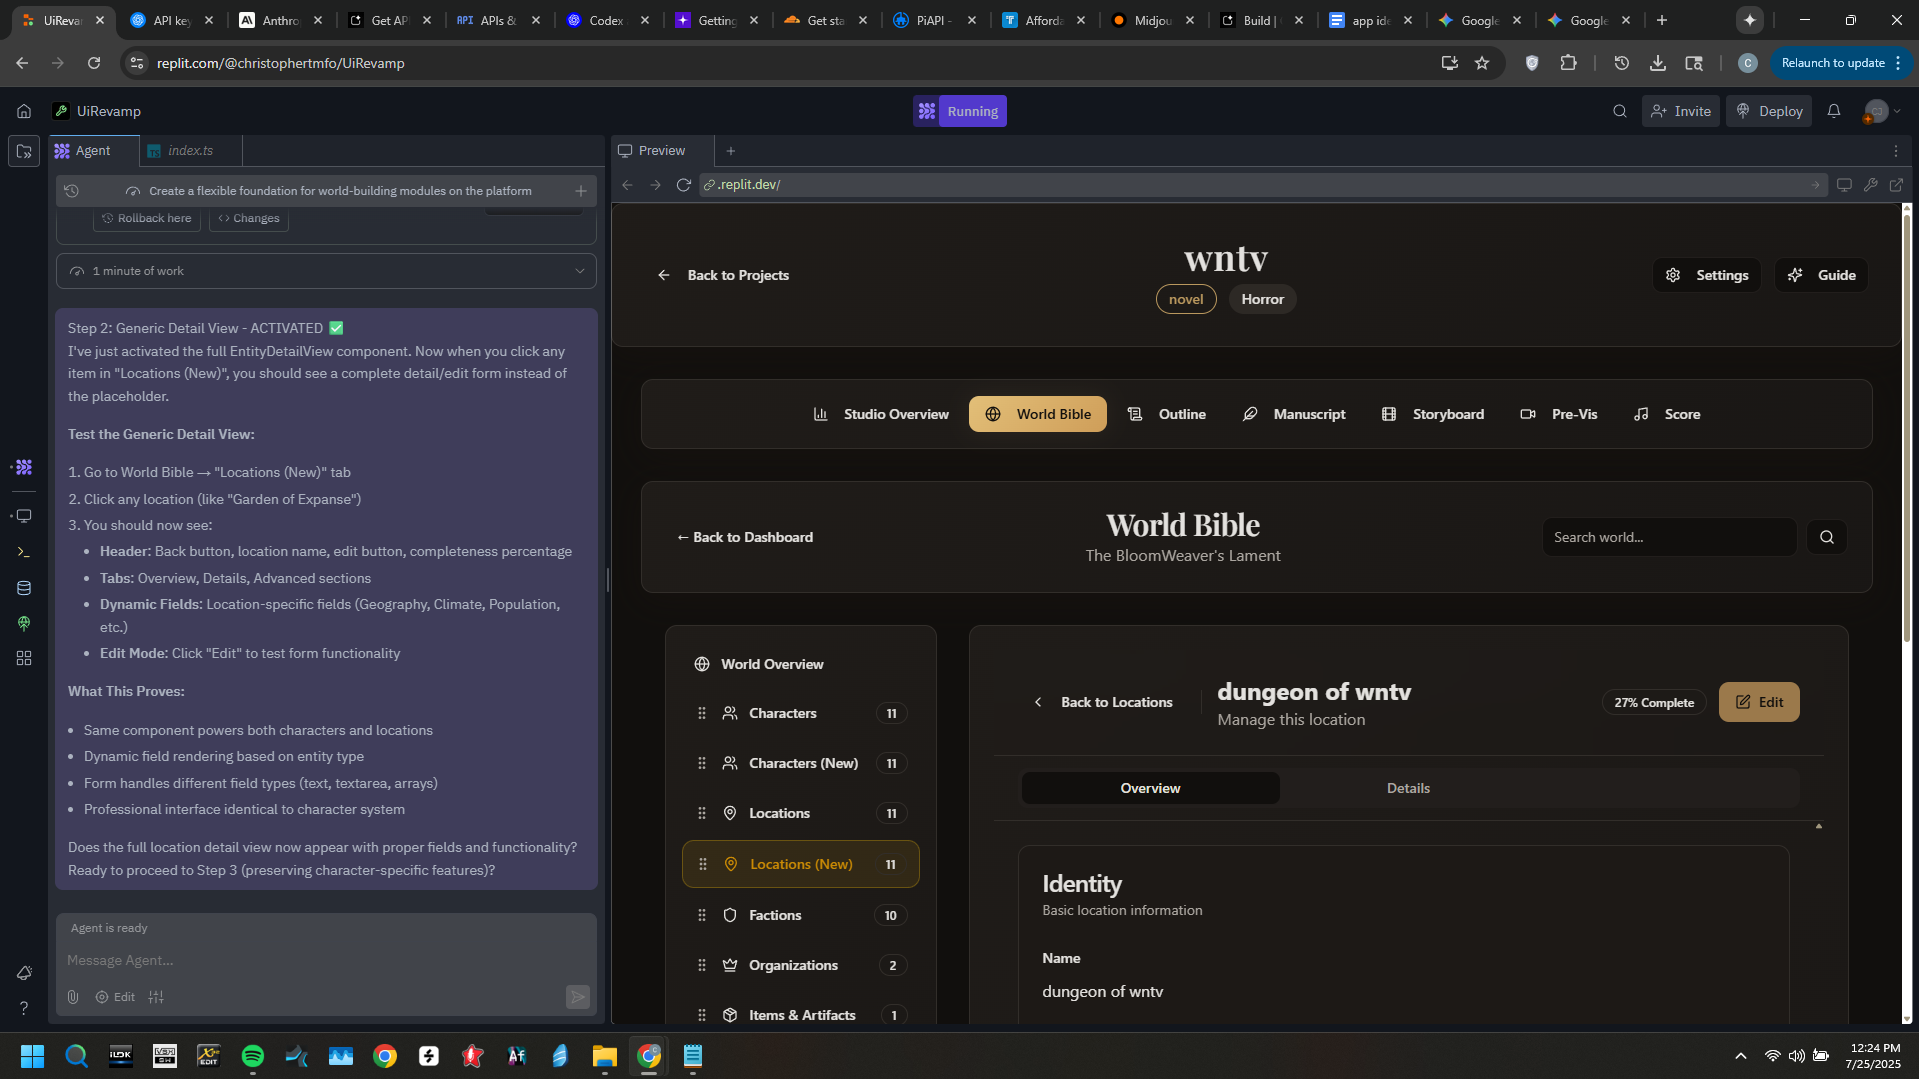 UiRevam
API key
Anthrop
Get API
APIs &
Codex
Getting
Get sta
PiAPI -
Afforda
Midjou
Build |
app ide
Google
Google
replit.com/@christophertmfo/UiRevamp
C
Relaunch to update
UiRevamp
Running
Invite
Deploy
Agent
index.ts
Preview
Create a flexible foundation for world-building modules on the platform
.replit.dev/
Rollback here
Changes
1 minute of work
Step 2: Generic Detail View - ACTIVATED ✅
I've just activated the full EntityDetailView component. Now when you click any
item in "Locations (New)", you should see a complete detail/edit form instead of
the placeholder.
Test the Generic Detail View:
1. Go to World Bible → "Locations (New)" tab
2. Click any location (like "Garden of Expanse")
3. You should now see:
• Header: Back button, location name, edit button, completeness percentage
• Tabs: Overview, Details, Advanced sections
• Dynamic Fields: Location-specific fields (Geography, Climate, Population,
etc.)
• Edit Mode: Click "Edit" to test form functionality
What This Proves:
• Same component powers both characters and locations
• Dynamic field rendering based on entity type
• Form handles different field types (text, textarea, arrays)
• Professional interface identical to character system
Does the full location detail view now appear with proper fields and functionality?
Ready to proceed to Step 3 (preserving character-specific features)?
Agent is ready
Message Agent...
Edit
Back to Projects
wntv
novel
Horror
Settings
Guide
Studio Overview
World Bible
Outline
Manuscript
Storyboard
Pre-Vis
Score
← Back to Dashboard
World Bible
The BloomWeaver's Lament
Search world...
World Overview
Characters 11
Characters (New) 11
Locations 11
Locations (New) 11
Factions 10
Organizations 2
Items & Artifacts 1
Back to Locations
dungeon of wntv
Manage this location
27% Complete
Edit
Overview
Details
Identity
Basic location information
Name
dungeon of wntv
12:24 PM
7/25/2025